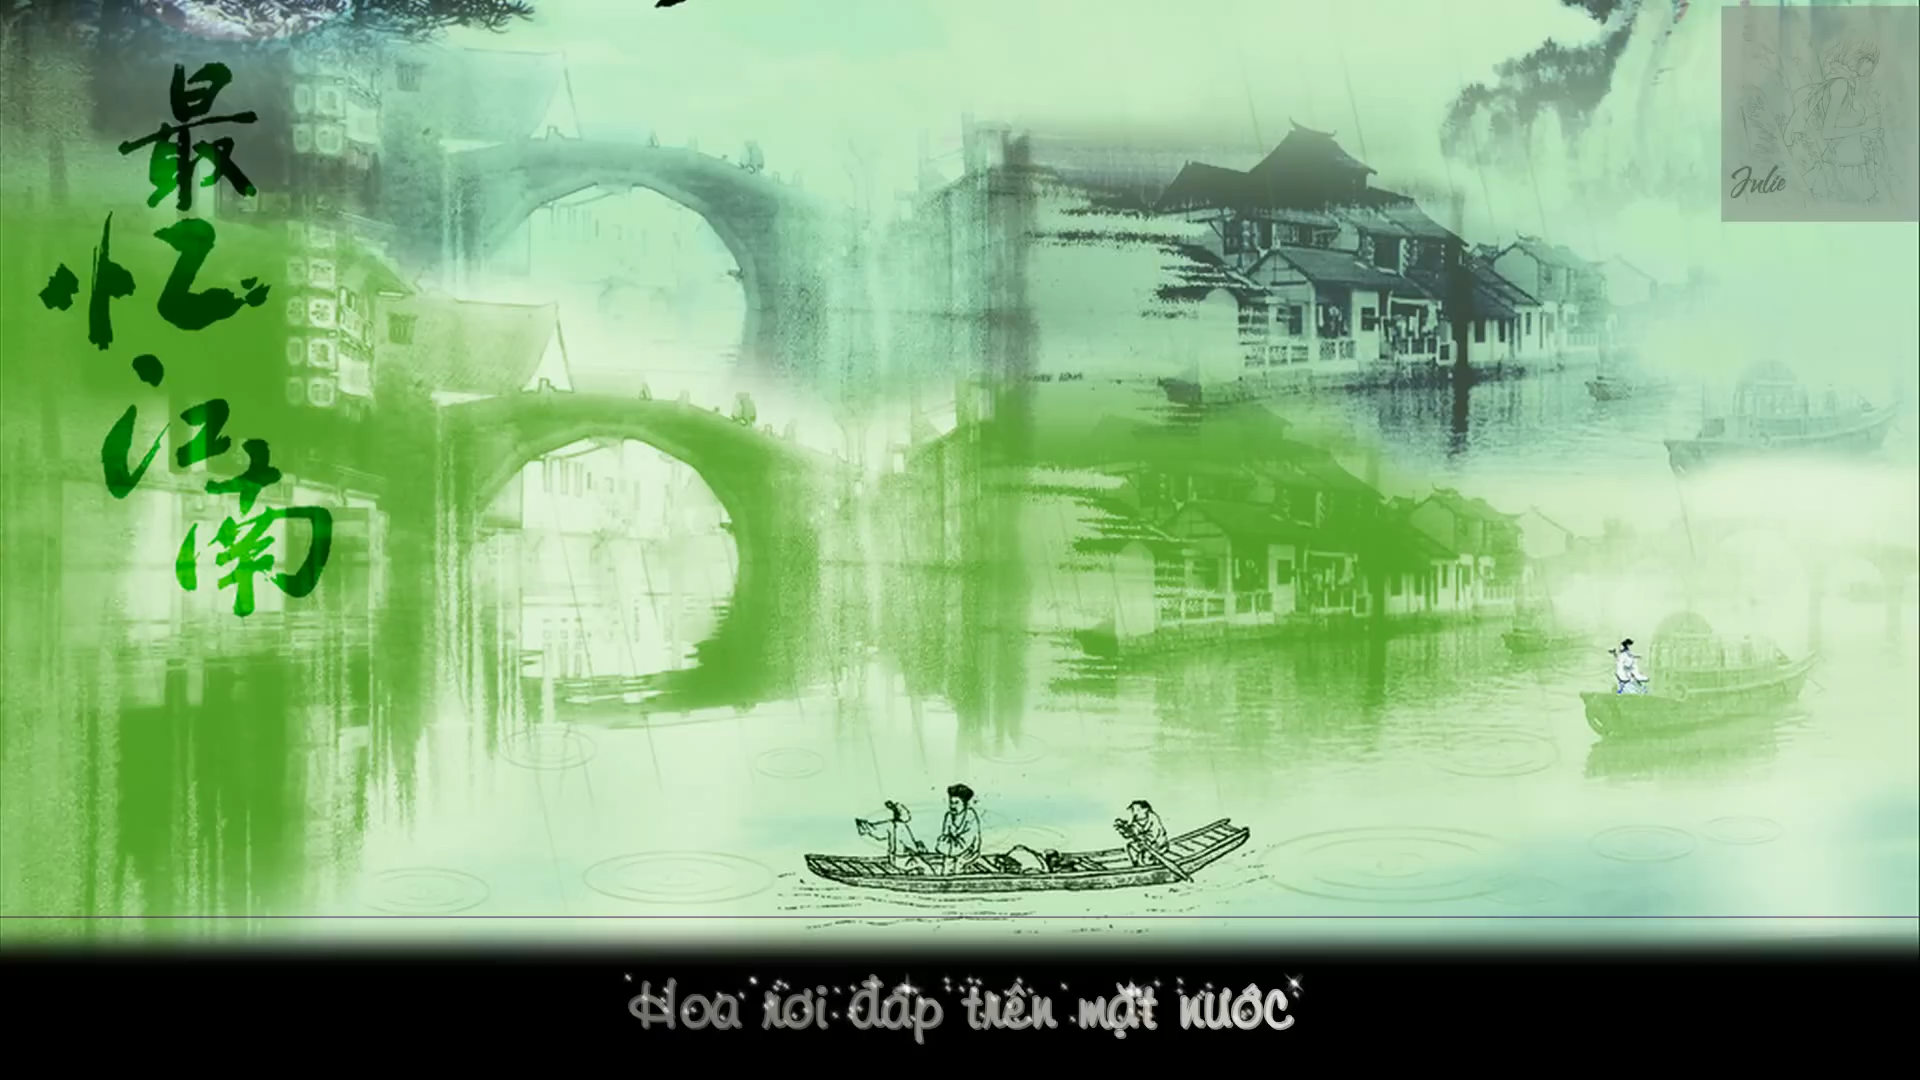 最忆江南
Julie
Hoa rơi đáp trên mặt nước